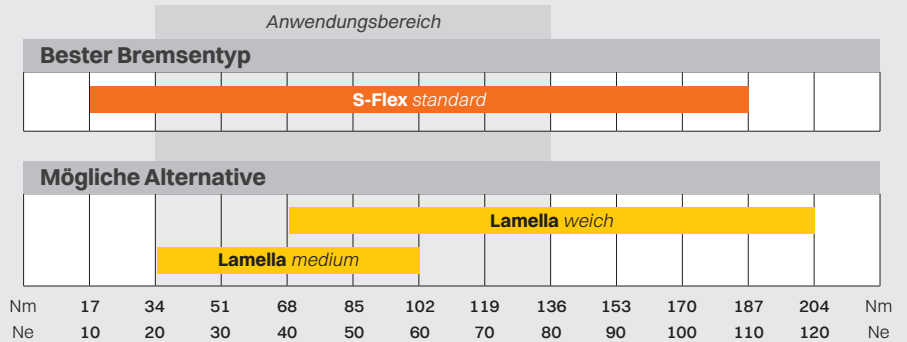 Anwendungsbereich
Bester Bremsentyp
S-Flex standard
Mögliche Alternative
Lamella weich
Lamella medium
Nm 17 34 51 68 85 102 119 136 153 170 187 204 Nm
Ne 10 20 30 40 50 60 70 80 90 100 110 120 Ne